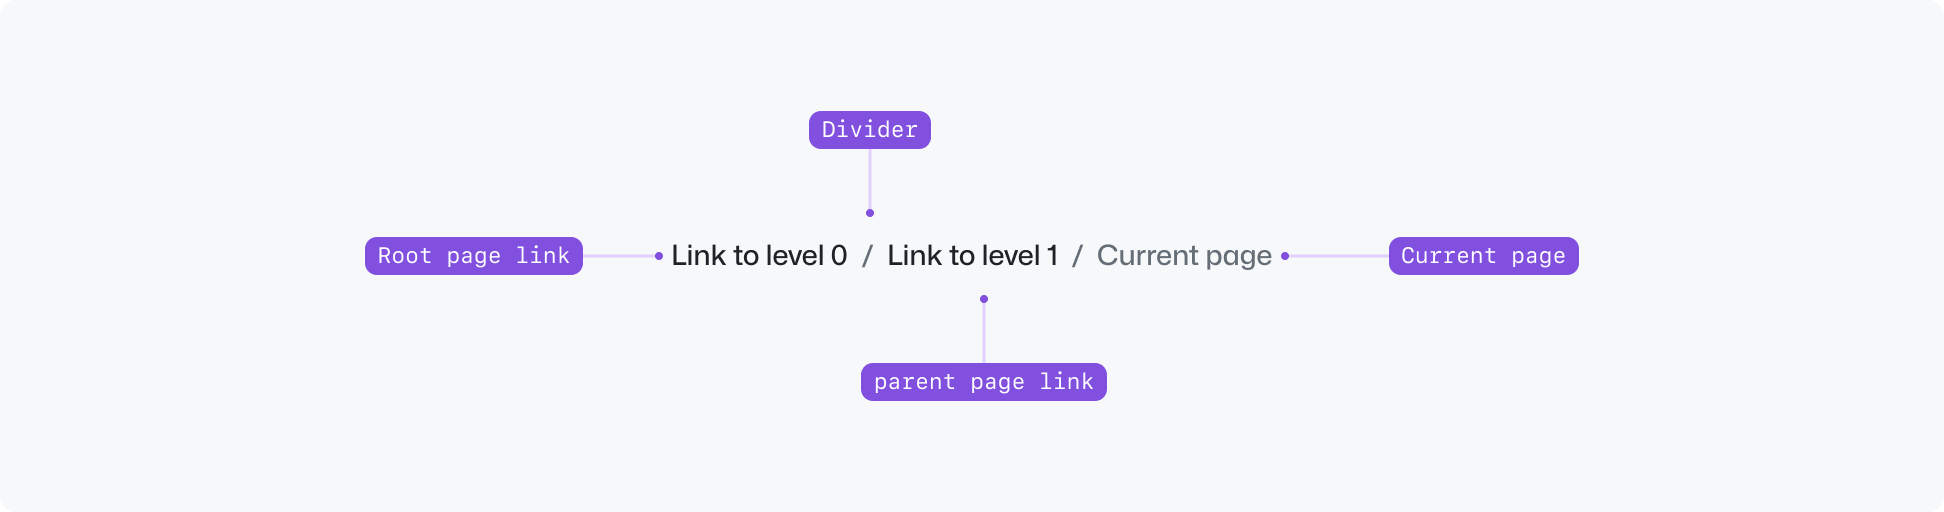 Divider
Root page link
Link to level 0 / Link to level 1 / Current page
Current page
parent page link